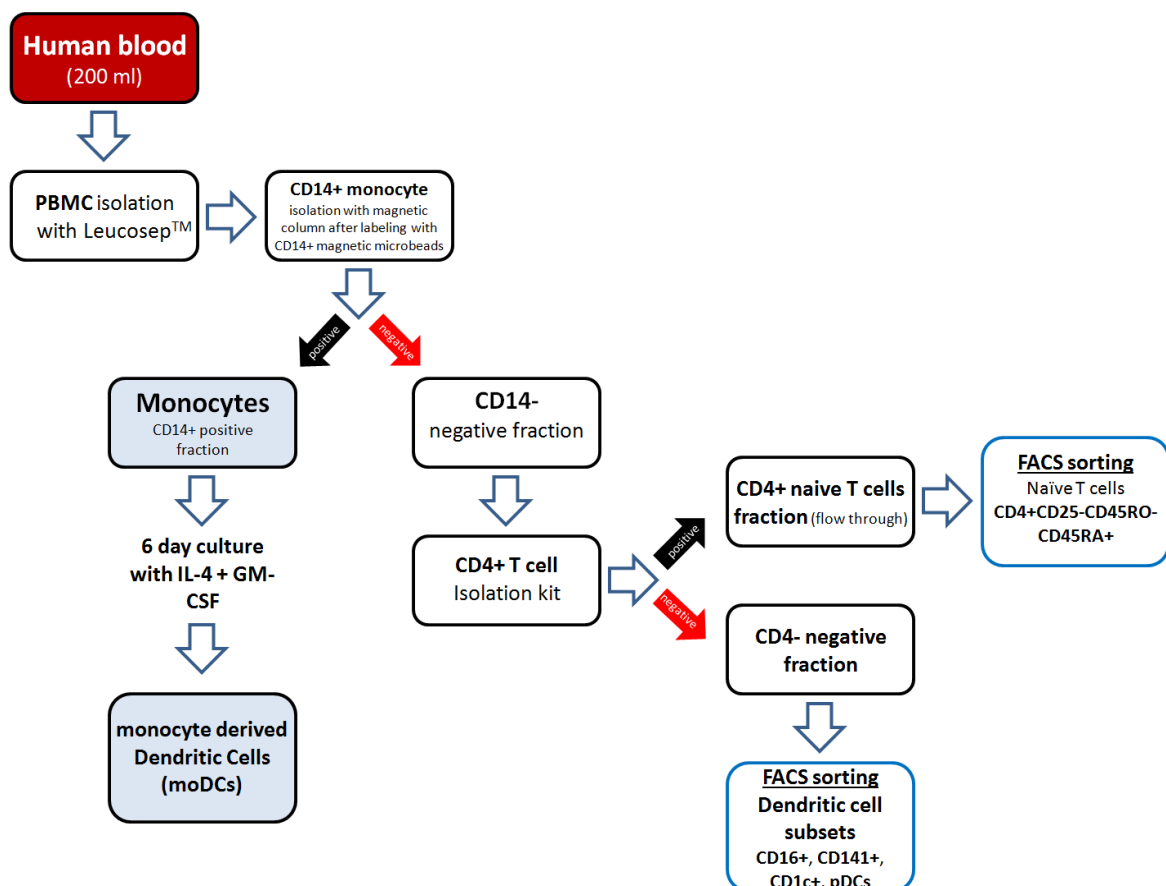 Human blood
(200 ml)
PBMC isolation
with Leucosep™
CD14+ monocyte
isolation with magnetic
column after labeling with
CD14+ magnetic microbeads
positive
negative
Monocytes
CD14+ positive
fraction
CD14-
negative fraction
6 day culture
with IL-4 + GM-
CSF
CD4+ T cell
Isolation kit
positive
negative
CD4+ naive T cells
fraction (flow through)
FACS sorting
Naïve T cells
CD4+CD25-CD45RO-
CD45RA+
CD4- negative
fraction
monocyte derived
Dendritic Cells
(moDCs)
FACS sorting
Dendritic cell
subsets
CD16+, CD141+,
CD1c+, pDCs